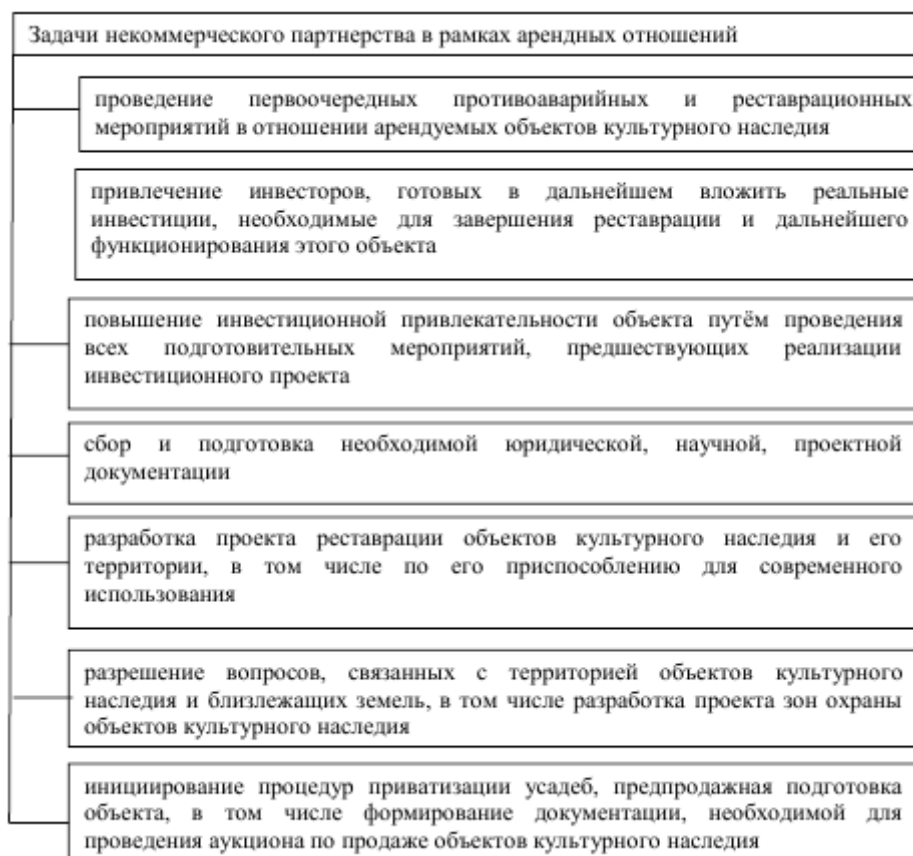 Задачи некоммерческого партнерства в рамках арендных отношений
проведение первоочередных противоаварийных и реставрационных
мероприятий в отношении арендуемых объектов культурного наследия
привлечение инвесторов, готовых в дальнейшем вложить реальные
инвестиции, необходимые для завершения реставрации и дальнейшего
функционирования этого объекта
повышение инвестиционной привлекательности объекта путём проведения
всех подготовительных мероприятий, предшествующих реализации
инвестиционного проекта
сбор и подготовка необходимой юридической, научной, проектной
документации
разработка проекта реставрации объектов культурного наследия и его
территории, в том числе по его приспособлению для современного
использования
разрешение вопросов, связанных с территорией объектов культурного
наследия и близлежащих земель, в том числе разработка проекта зон охраны
объектов культурного наследия
инициирование процедур приватизации усадеб, предпродажная подготовка
объекта, в том числе формирование документации, необходимой для
проведения аукциона по продаже объектов культурного наследия